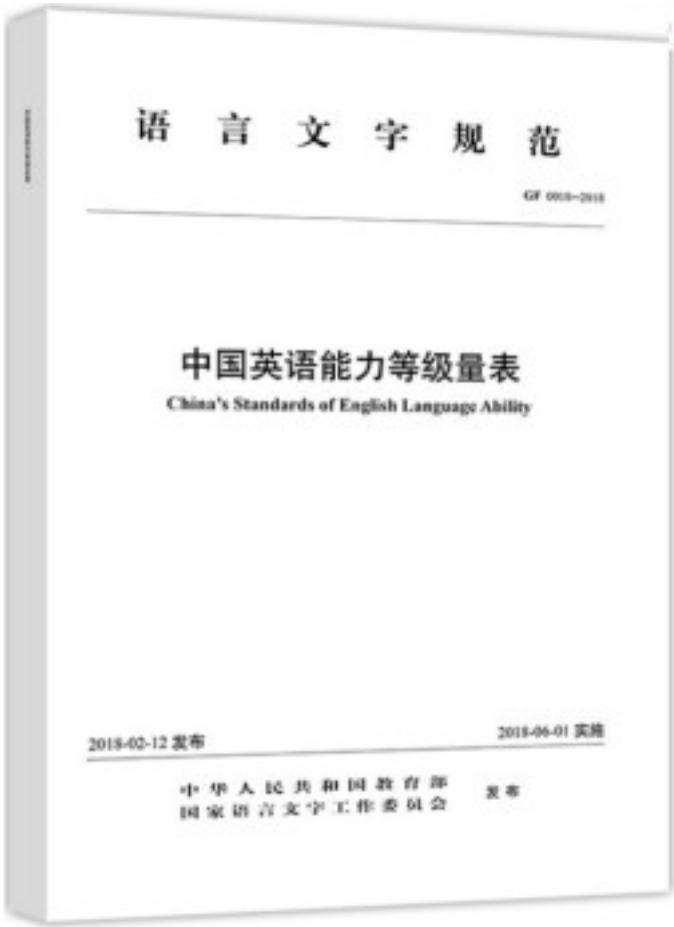 语言文字规范
GF 0018—2018
中国英语能力等级量表
China's Standards of English Language Ability
2018-02-12 发布
2018-06-01 实施
中华人民共和国教育部
国家语言文字工作委员会
发布